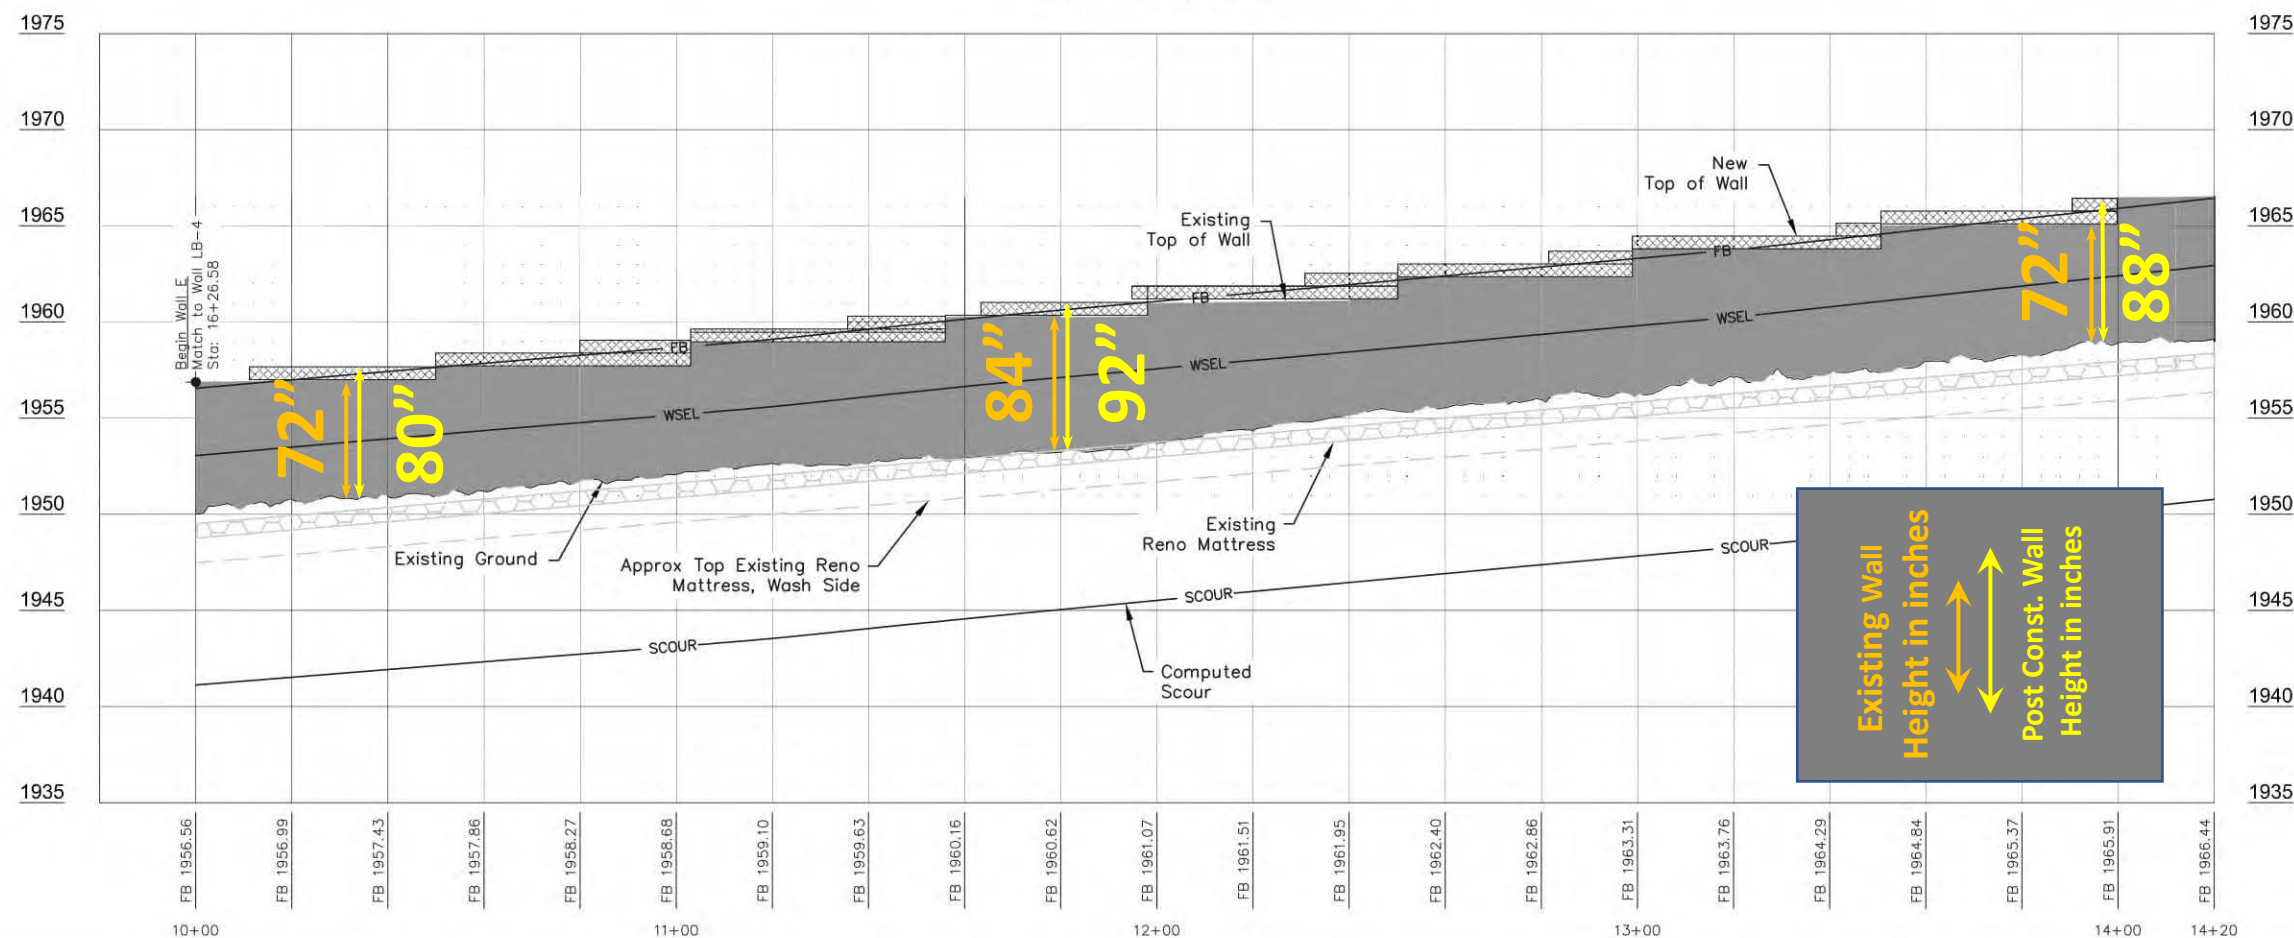 1975
1975
1970
1970
New
Top of Wall
1965
1965
Existing
Top of Wall
Begin Wall E
Match to Wall LB-4
Sta: 16+26.58
FB
FB
FB
1960
1960
WSEL
WSEL
WSEL
72”
80”
84”
92”
72”
88”
1955
1955
1950
1950
Existing Ground
Approx Top Existing Reno
Mattress, Wash Side
Existing
Reno Mattress
SCOUR
SCOUR
SCOUR
1945
1945
Computed
Scour
Existing Wall
Height in inches
Post Const. Wall
Height in inches
1940
1940
1935
1935
FB 1956.56
FB 1956.99
FB 1957.43
FB 1957.86
FB 1958.27
FB 1958.68
FB 1959.10
FB 1959.63
FB 1960.16
FB 1960.62
FB 1961.07
FB 1961.51
FB 1961.95
FB 1962.40
FB 1962.86
FB 1963.31
FB 1963.76
FB 1964.29
FB 1964.84
FB 1965.37
FB 1965.91
FB 1966.44
10+00
11+00
12+00
13+00
14+00
14+20